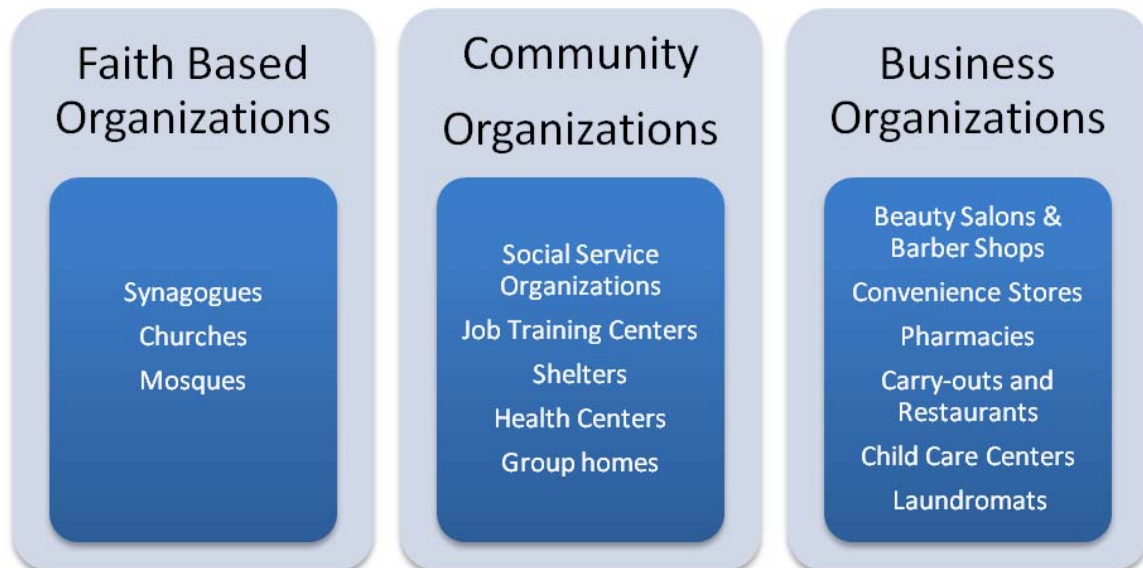 Faith Based
Organizations
Synagogues
Churches
Mosques
Community
Organizations
Social Service
Organizations
Job Training Centers
Shelters
Health Centers
Group homes
Business
Organizations
Beauty Salons &
Barber Shops
Convenience Stores
Pharmacies
Carry-outs and
Restaurants
Child Care Centers
Laundromats